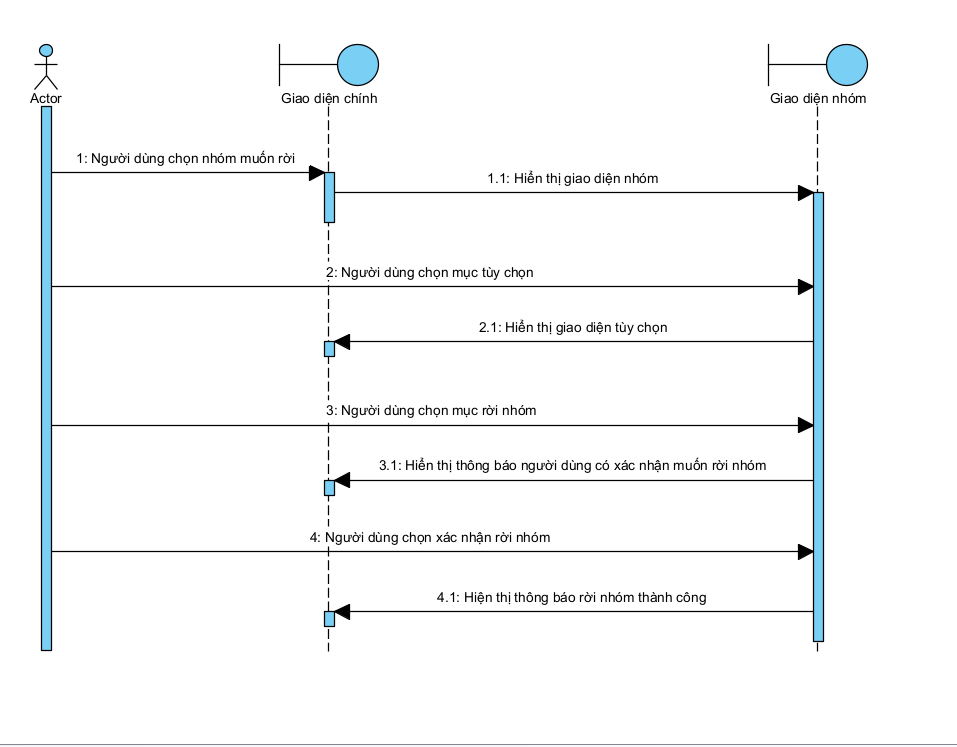 Actor
Giao diện chính
Giao diện nhóm
1: Người dùng chọn nhóm muốn rời
1.1: Hiển thị giao diện nhóm
2: Người dùng chọn mục tùy chọn
2.1: Hiển thị giao diện tùy chọn
3: Người dùng chọn mục rời nhóm
3.1: Hiển thị thông báo người dùng có xác nhận muốn rời nhóm
4: Người dùng chọn xác nhận rời nhóm
4.1: Hiện thị thông báo rời nhóm thành công